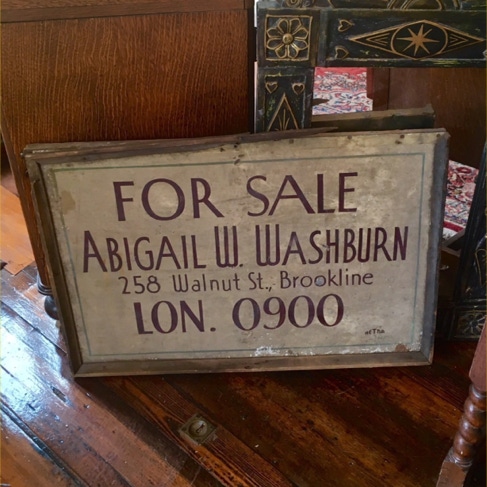 FOR SALE
ABIGAIL W. WASHBURN
258 Walnut St., Brookline
LON. 0900